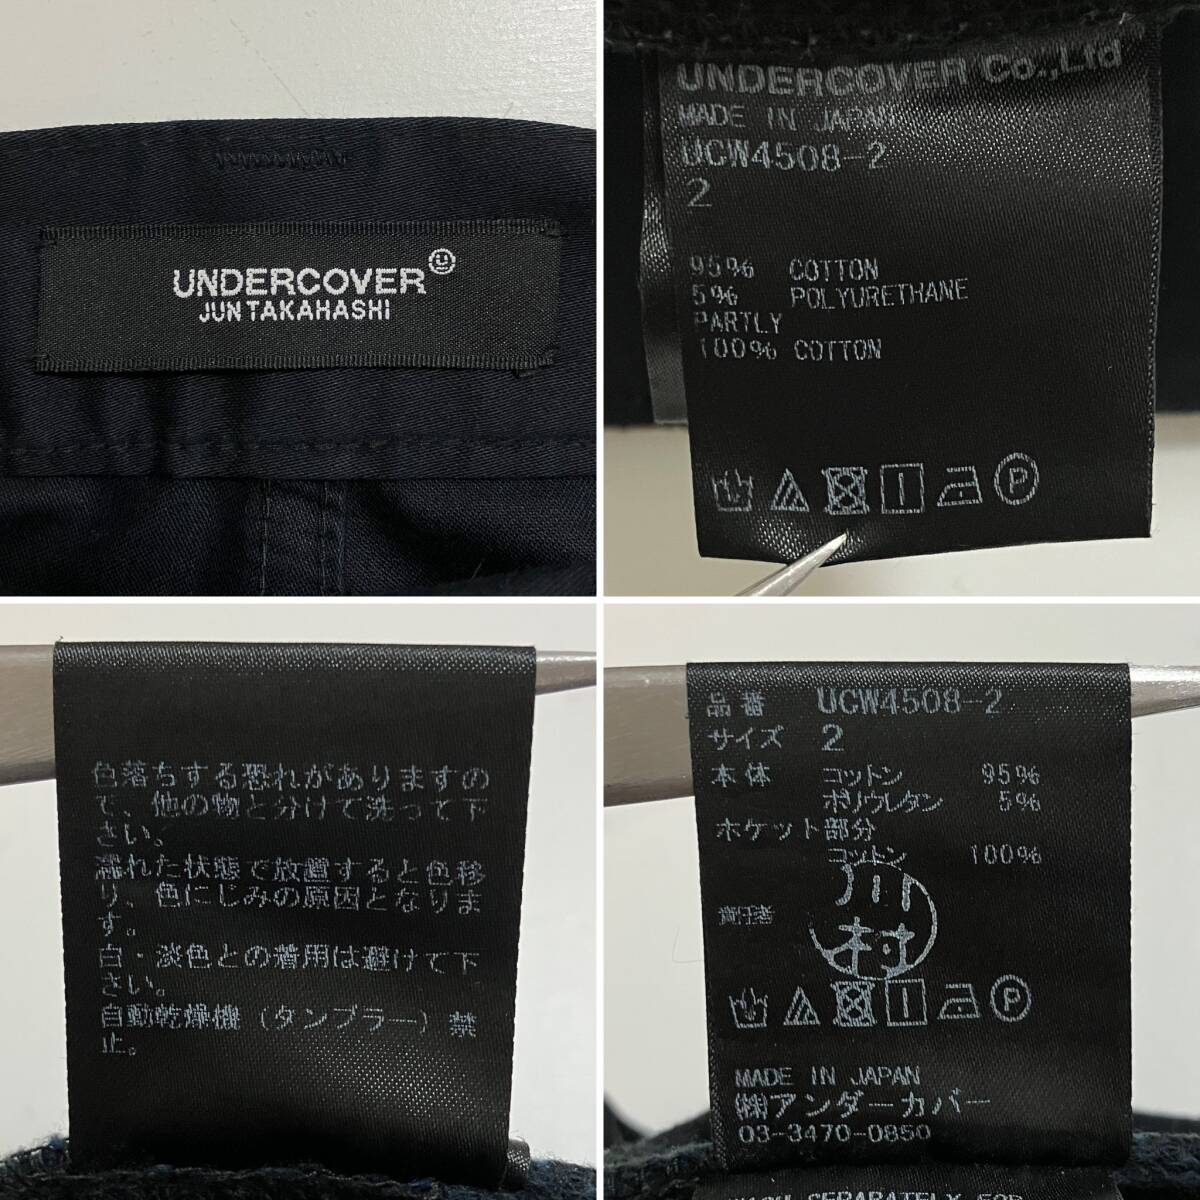 UNDERCOVER
JUN TAKAHASHI
UNDERCOVER Co.,Ltd
MADE IN JAPAN
UCW4508-2
2
95% COTTON
5% POLYURETHANE
PARTLY
100% COTTON
P
色落ちする恐れがありますの
で、他の物と分けて洗って下
さい。
濡れた状態で放置すると色移
り、色にじみの原因となりま
す。
白・淡色との着用は避けて下
さい。
自動乾燥機(タンブラー)禁
止。
品番 UCW4508-2
サイズ 2
本体 コットン 95%
ポリウレタン 5%
ポケット部分
コットン 100%
責任者 川村
P
MADE IN JAPAN
㈱アンダーカバー
03-3470-0850
WASH SEPARATELY FOR